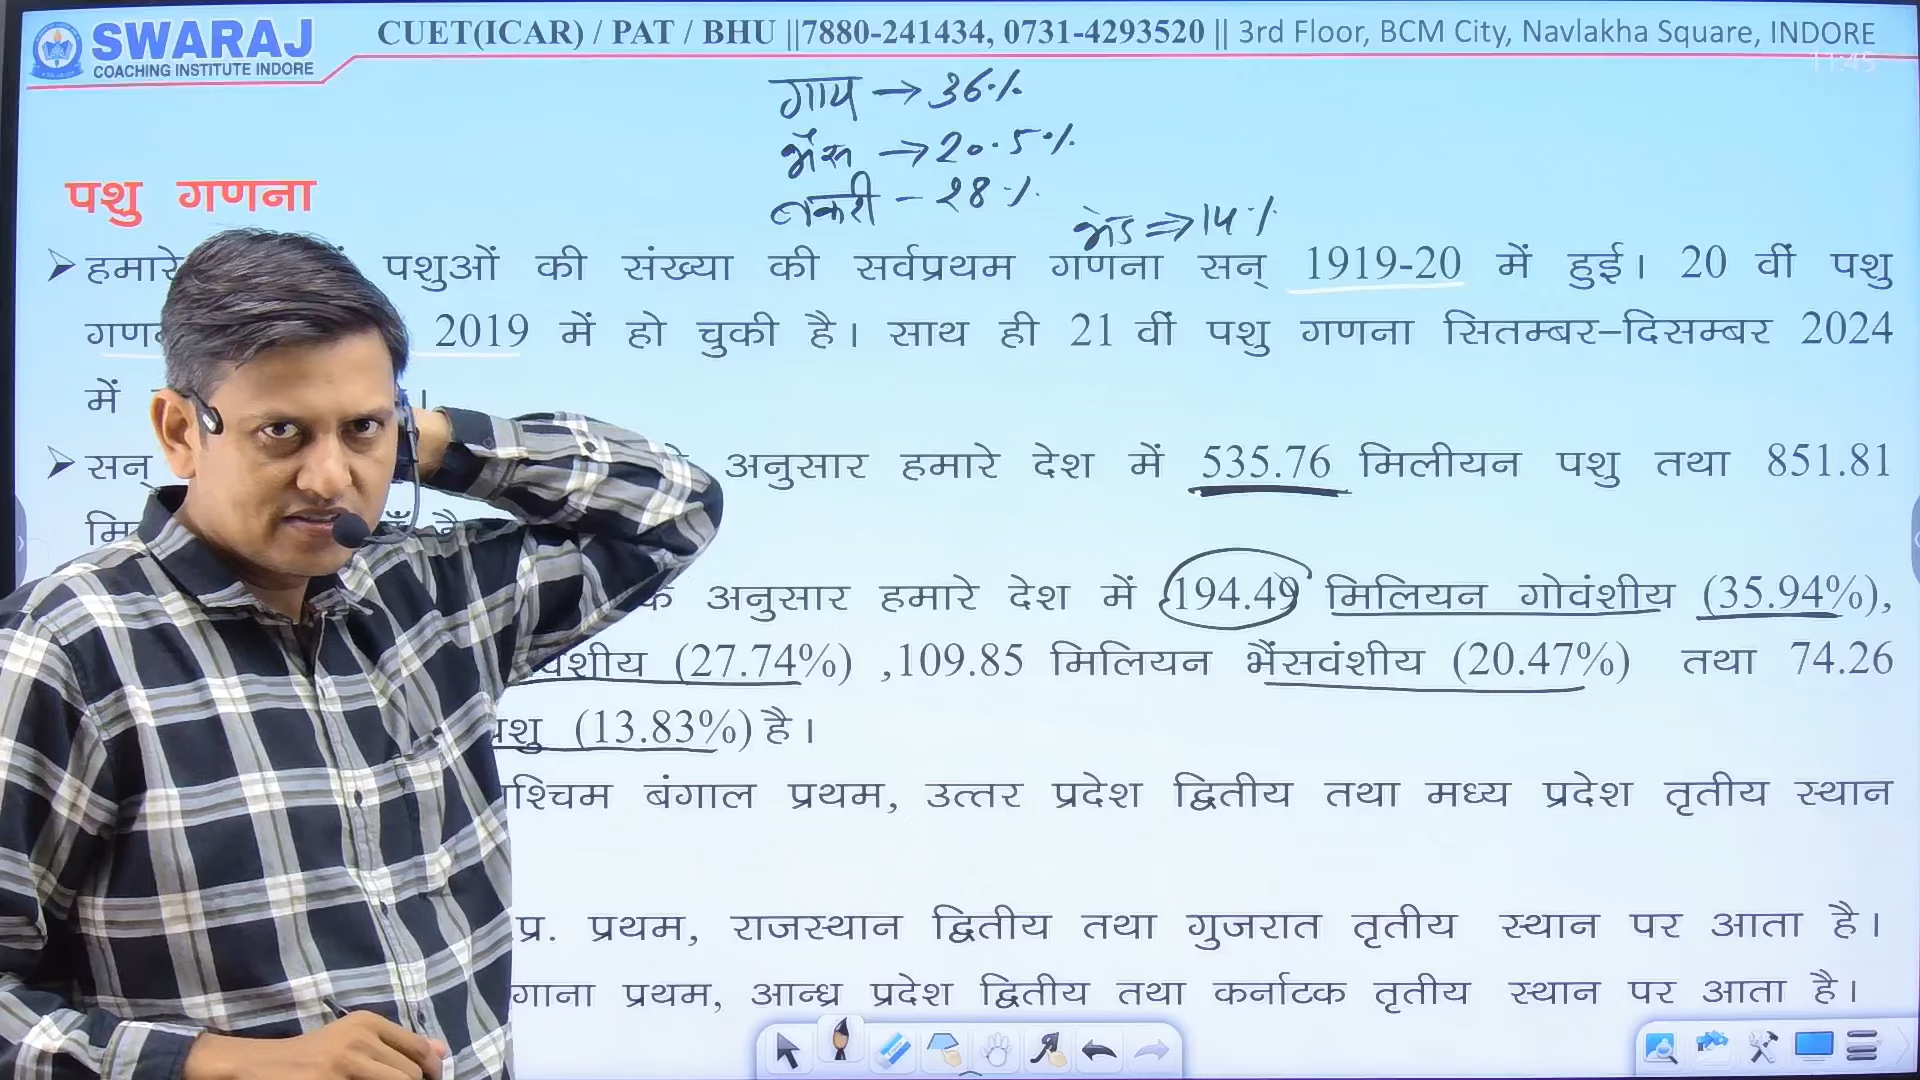 SWARAJ
COACHING INSTITUTE INDORE
CUET(ICAR) / PAT / BHU ||7880-241434, 0731-4293520 || 3rd Floor, BCM City, Navlakha Square, INDORE
11:45
गाय → 36%
भैंस → 20.5%
बकरी - 28%
भेड ⇒ 14%
पशु गणना
हमारे पशुओं की संख्या की सर्वप्रथम गणना सन् 1919-20 में हुई। 20 वीं पशु
2019 में हो चुकी है। साथ ही 21 वीं पशु गणना सितम्बर–दिसम्बर 2024
में
सन् अनुसार हमारे देश में 535.76 मिलीयन पशु तथा 851.81
के अनुसार हमारे देश में 194.49 मिलियन गोवंशीय (35.94%),
वंशीय (27.74%) ,109.85 मिलियन भैंसवंशीय (20.47%) तथा 74.26
पशु (13.83%) है।
श्चिम बंगाल प्रथम, उत्तर प्रदेश द्वितीय तथा मध्य प्रदेश तृतीय स्थान
प्र. प्रथम, राजस्थान द्वितीय तथा गुजरात तृतीय स्थान पर आता है।
गाना प्रथम, आन्ध्र प्रदेश द्वितीय तथा कर्नाटक तृतीय स्थान पर आता है।